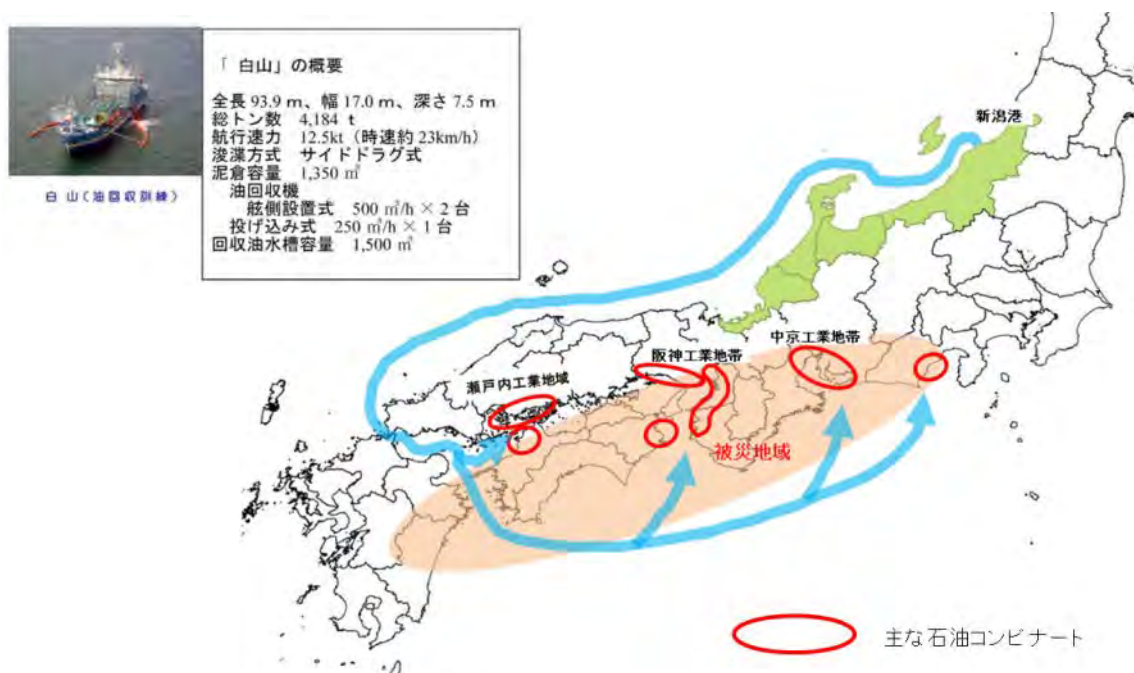 白 山(油回収訓練)
「 白山」の概要
全長 93.9 m、幅 17.0 m、深さ 7.5 m
総トン数 4,184 t
航行速力 12.5kt（時速約 23km/h）
浚渫方式 サイドドラグ式
泥倉容量 1,350 ㎥
油回収機
舷側設置式 500 ㎥/h × 2 台
投げ込み式 250 ㎥/h × 1 台
回収油水槽容量 1,500 ㎥
新潟港
中京工業地帯
阪神工業地帯
瀬戸内工業地域
被災地域
主な石油コンビナート